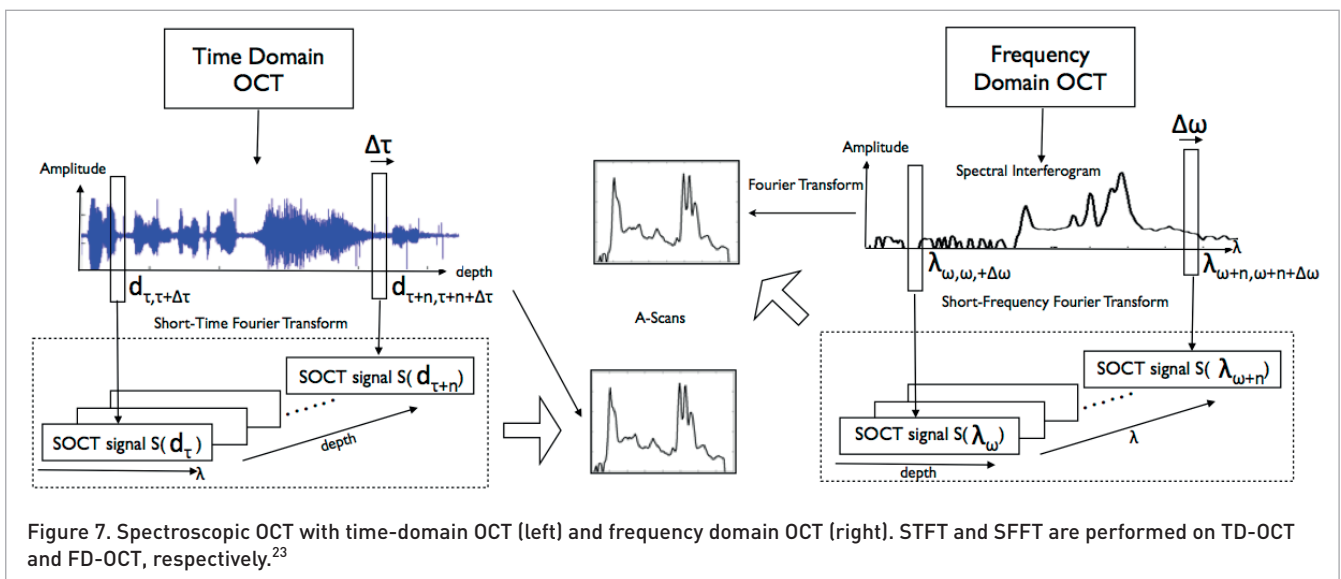 Time Domain
OCT
Amplitude
Δτ
depth
d τ,τ+Δτ
d τ+n,τ+n+Δτ
Short-Time Fourier Transform
SOCT signal S( d τ+n)
......
SOCT signal S( d τ)
depth
λ
Fourier Transform
A-Scans
Frequency
Domain OCT
Amplitude
Spectral Interferogram
Δω
λ
λ ω,ω,+Δω
λ ω+n,ω+n+Δω
Short-Frequency Fourier Transform
SOCT signal S( λ ω+n)
......
SOCT signal S( λ ω)
λ
depth
Figure 7. Spectroscopic OCT with time-domain OCT (left) and frequency domain OCT (right). STFT and SFFT are performed on TD-OCT
and FD-OCT, respectively.23